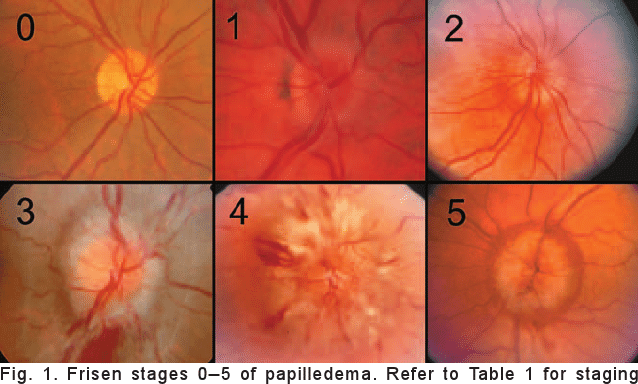 0 1 2
3 4 5
Fig. 1. Frisen stages 0–5 of papilledema. Refer to Table 1 for staging